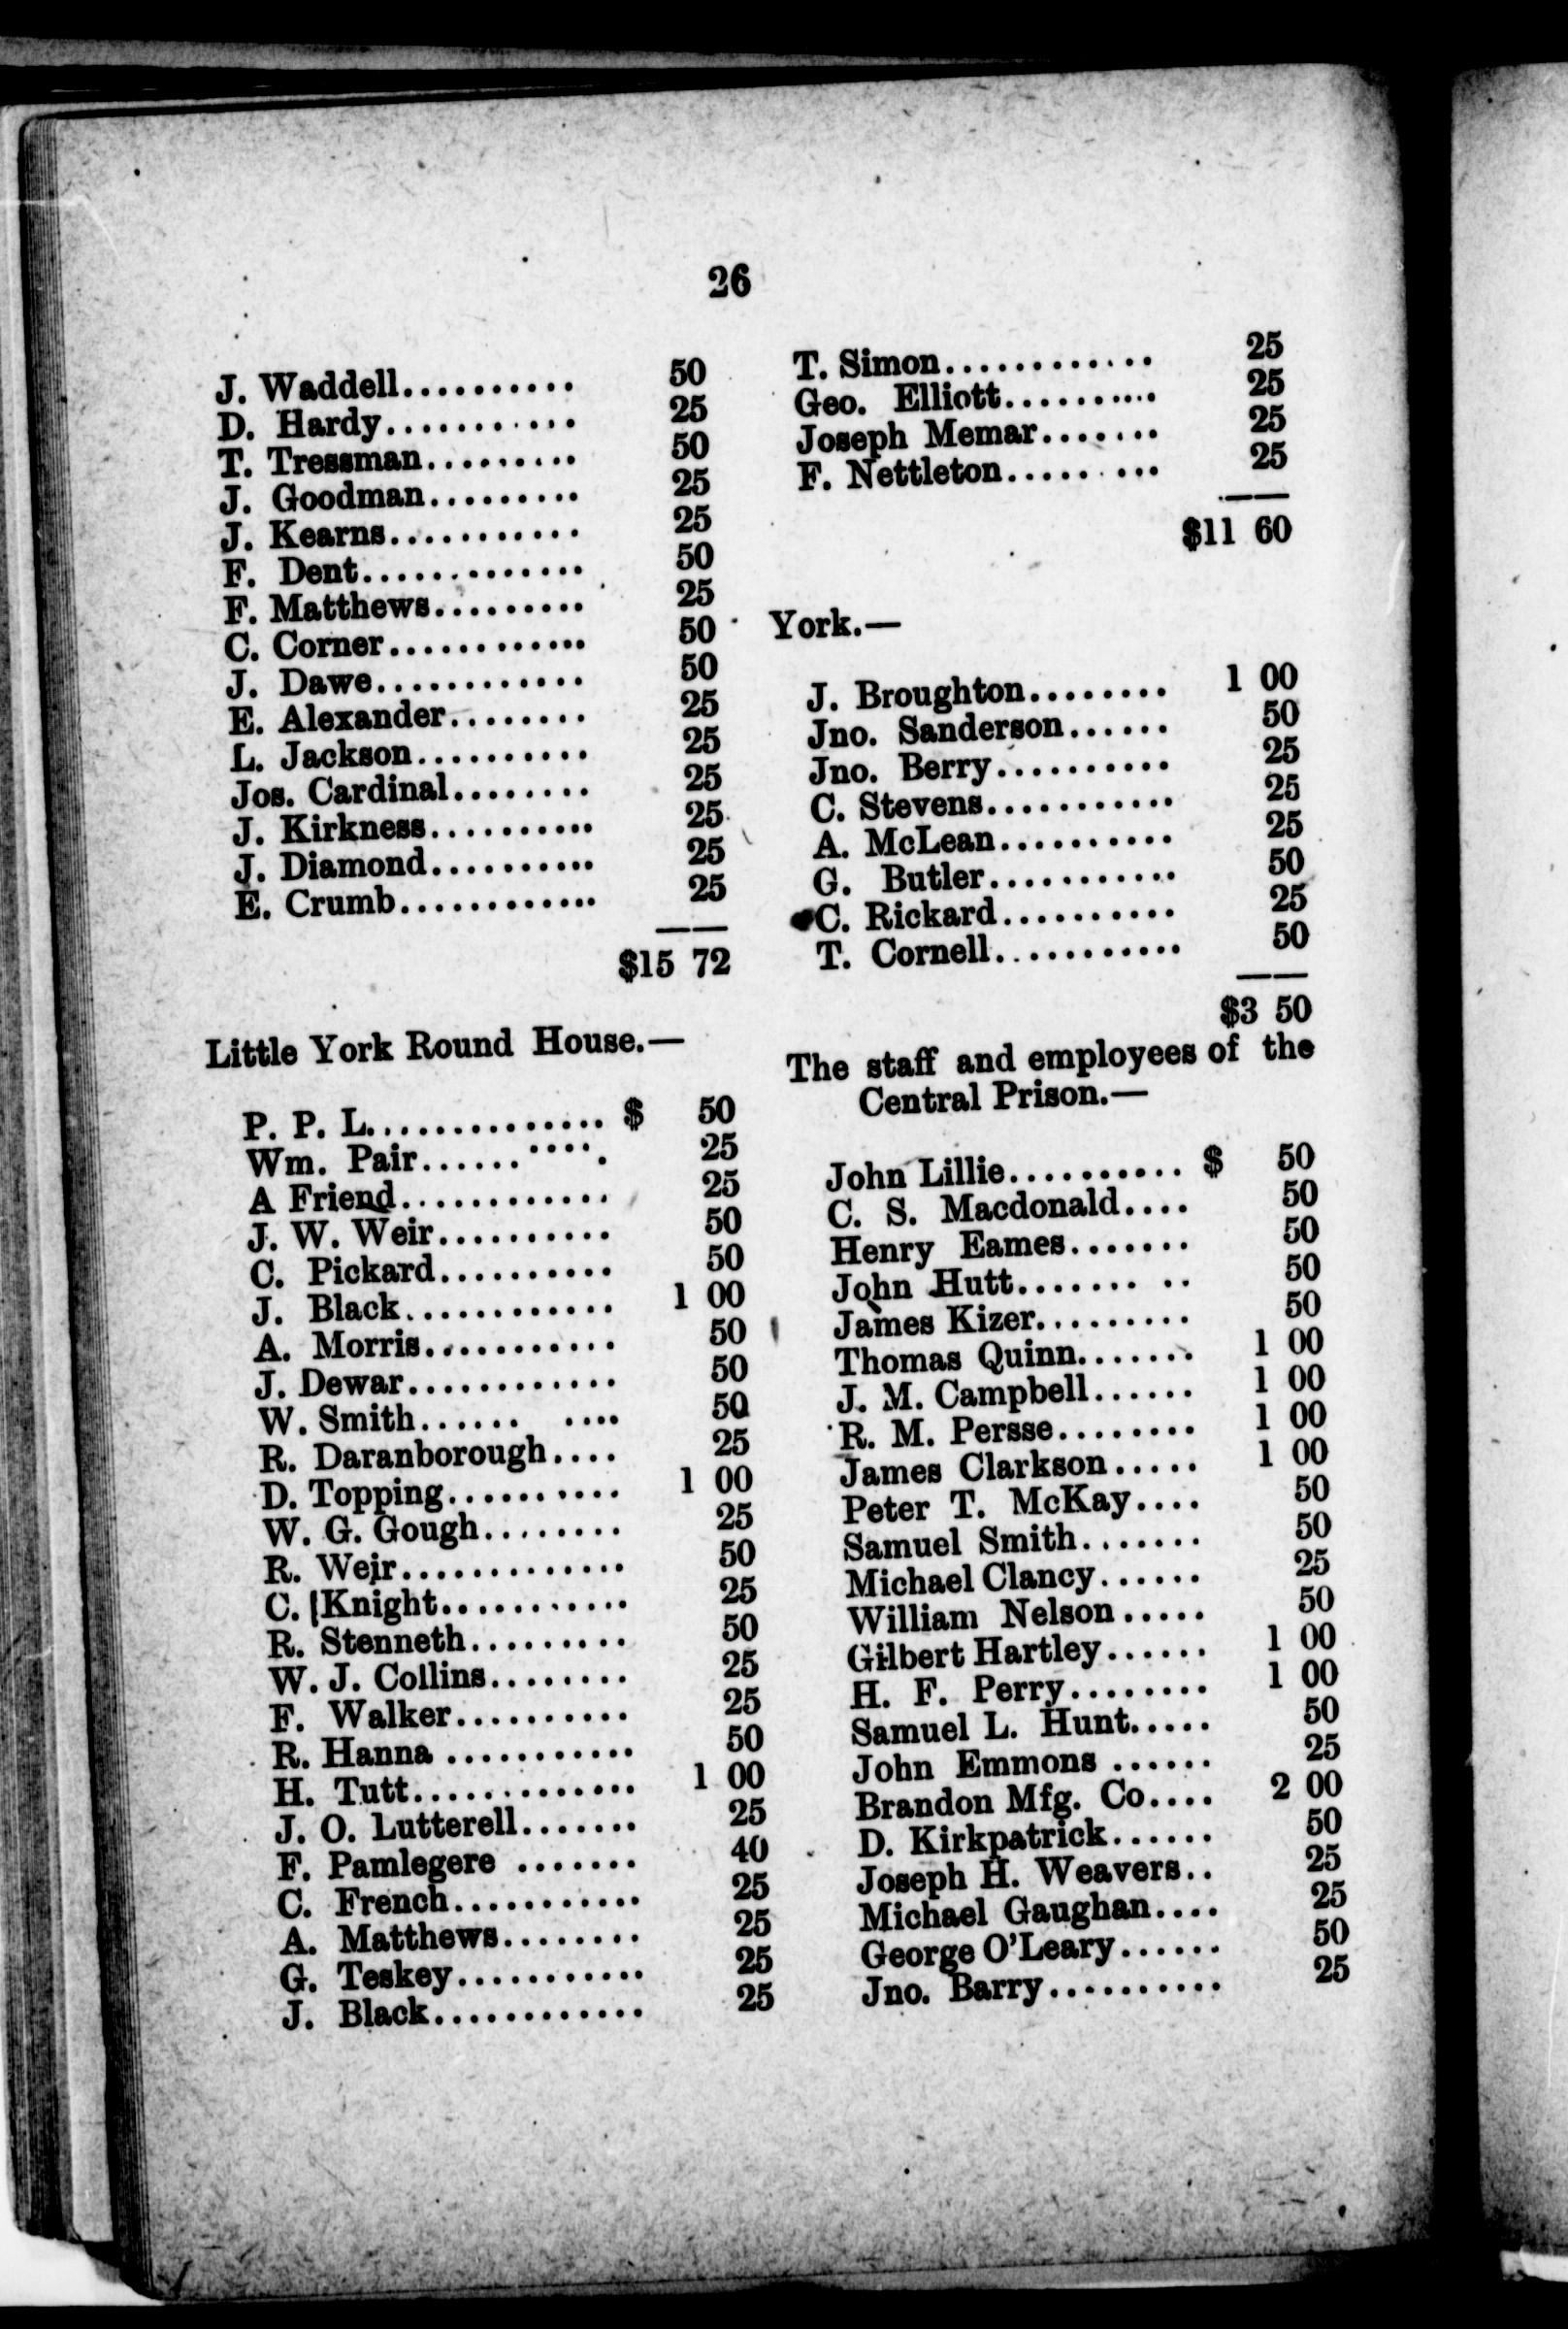 26
J. Waddell.......... 50
D. Hardy........... 25
T. Tressman......... 50
J. Goodman......... 25
J. Kearns........... 25
F. Dent............. 50
F. Matthews......... 25
C. Corner............ 50
J. Dawe............ 50
E. Alexander........ 25
L. Jackson.......... 25
Jos. Cardinal........ 25
J. Kirkness.......... 25
J. Diamond.......... 25
E. Crumb............ 25
$15 72
Little York Round House.—
P. P. L.............. $ 50
Wm. Pair........... 25
A Friend............ 25
J. W. Weir.......... 50
C. Pickard.......... 50
J. Black............ 1 00
A. Morris........... 50
J. Dewar............ 50
W. Smith...... .... 50
R. Daranborough.... 25
D. Topping.......... 1 00
W. G. Gough........ 25
R. Weir............. 50
C. Knight........... 25
R. Stenneth......... 50
W. J. Collins........ 25
F. Walker.......... 25
R. Hanna ........... 50
H. Tutt............. 1 00
J. O. Lutterell....... 25
F. Pamlegere ....... 40
C. French........... 25
A. Matthews........ 25
G. Teskey........... 25
J. Black............ 25
T. Simon............ 25
Geo. Elliott.......... 25
Joseph Memar....... 25
F. Nettleton..... ... 25
$11 60
York.—
J. Broughton........ 1 00
Jno. Sanderson...... 50
Jno. Berry.......... 25
C. Stevens........... 25
A. McLean.......... 25
G. Butler........... 50
C. Rickard.......... 25
T. Cornell........... 50
$3 50
The staff and employees of the
Central Prison.—
John Lillie.......... $ 50
C. S. Macdonald.... 50
Henry Eames....... 50
John Hutt....... .. 50
James Kizer......... 50
Thomas Quinn....... 1 00
J. M. Campbell...... 1 00
R. M. Persse........ 1 00
James Clarkson..... 1 00
Peter T. McKay.... 50
Samuel Smith....... 50
Michael Clancy...... 25
William Nelson..... 50
Gilbert Hartley...... 1 00
H. F. Perry........ 1 00
Samuel L. Hunt..... 50
John Emmons ...... 25
Brandon Mfg. Co.... 2 00
D. Kirkpatrick...... 50
Joseph H. Weavers.. 25
Michael Gaughan.... 25
George O'Leary...... 50
Jno. Barry.......... 25